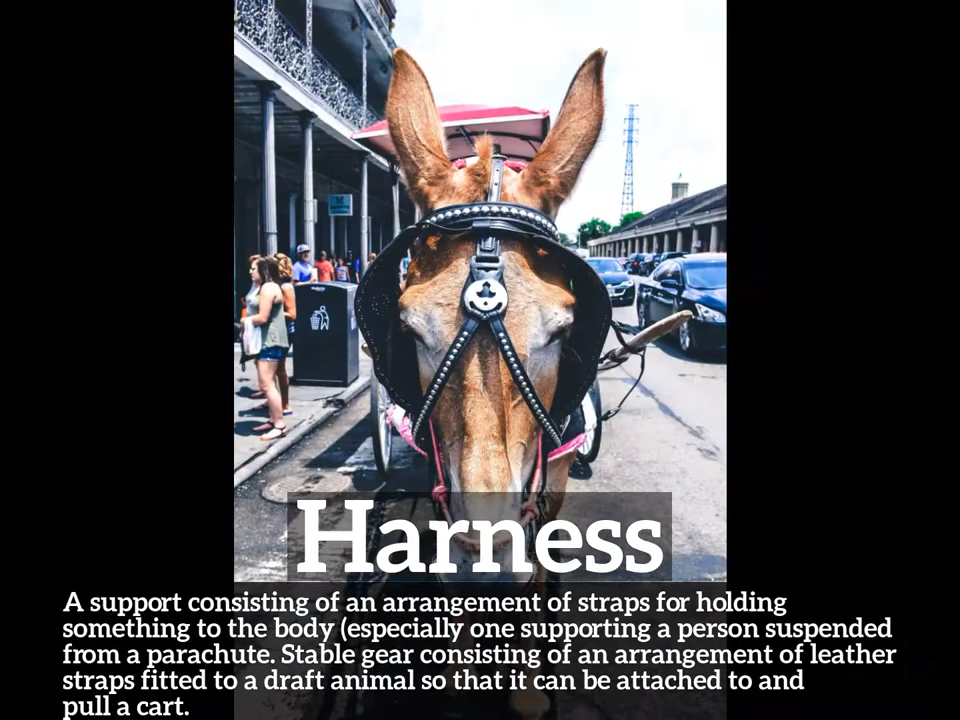 Harness
A support consisting of an arrangement of straps for holding
something to the body (especially one supporting a person suspended
from a parachute. Stable gear consisting of an arrangement of leather
straps fitted to a draft animal so that it can be attached to and
pull a cart.